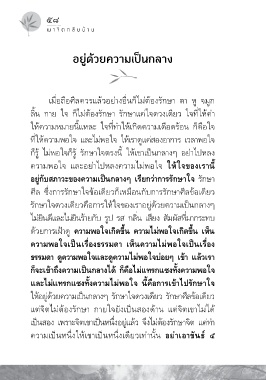 ๕๘
พาจิตกลับบ้าน
อยู่ด้วยความเป็นกลาง
เมื่อถือศีลควรแล้วอย่างอื่นก็ไม่ต้องรักษา ตา หู จมูก
ลิ้น กาย ใจ ก็ไม่ต้องรักษา รักษาแค่ใจดวงเดียว ใจที่ให้ค่า
ให้ความหมายนี้แหละ ใจที่ทำให้เกิดความเดือดร้อน ก็คือใจ
ที่ให้ความพอใจ และไม่พอใจ ให้เราดูแค่สองอาการ เวลาพอใจ
ก็รู้ ไม่พอใจก็รู้ รักษาใจตรงนี้ ให้เขาเป็นกลางๆ อย่าไปหลง
ความพอใจ และอย่าไปหลงความไม่พอใจ ให้ใจของเรานี้
อยู่กับสภาวะของความเป็นกลางๆ เรียกว่าการรักษาใจ รักษา
ศีล ซึ่งการรักษาใจข้อเดียวก็เหมือนกับการรักษาศีลข้อเดียว
รักษาใจดวงเดียวคือการให้ใจของเราอยู่ด้วยความเป็นกลางๆ
ไม่ยินดีและไม่ยินร้ายกับ รูป รส กลิ่น เสียง สัมผัสที่มากระทบ
ด้วยการเฝ้าดู ความพอใจเกิดขึ้น ความไม่พอใจเกิดขึ้น เห็น
ความพอใจเป็นเรื่องธรรมดา เห็นความไม่พอใจเป็นเรื่อง
ธรรมดา ดูความพอใจและดูความไม่พอใจบ่อยๆ เข้า แล้วเรา
ก็จะเข้าถึงความเป็นกลางได้ ก็คือไม่แทรกแซงทั้งความพอใจ
และไม่แทรกแซงทั้งความไม่พอใจ นี้คือการเข้าไปรักษาใจ
ให้อยู่ด้วยความเป็นกลางๆ รักษาใจดวงเดียว รักษาศีลข้อเดียว
แต่จิตไม่ต้องรักษา กายใจยังเป็นสองด้าน แต่จิตเขาไม่ได้
เป็นสอง เพราะจิตเขาเป็นหนึ่งอยู่แล้ว จึงไม่ต้องรักษาจิต แค่ทำ
ความเป็นหนึ่งให้เขาเป็นหนึ่งเดียวเท่านั้น อย่าเอาขันธ์ ๕